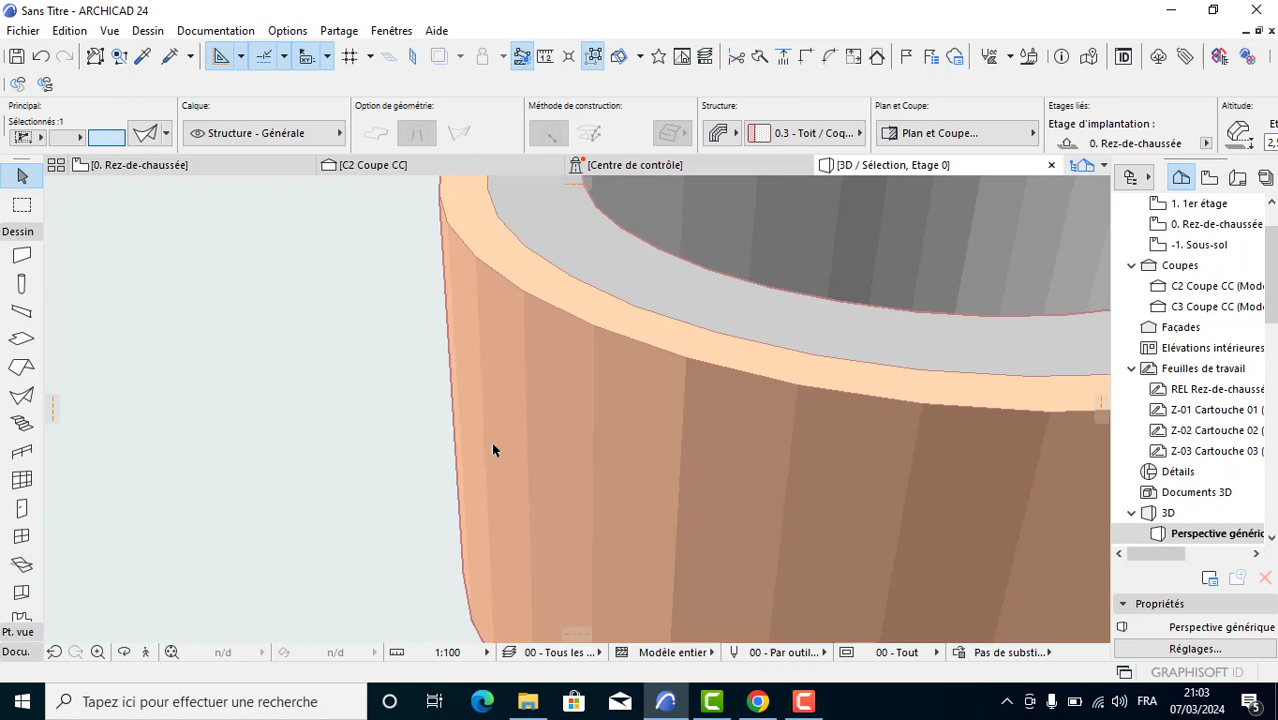 Sans Titre - ARCHICAD 24
Fichier Edition Vue Dessin Documentation Options Partage Fenêtres Aide
Principal: Calque: Option de géométrie: Méthode de construction: Structure: Plan et Coupe: Etages liés: Altitude:
Sélectionnés :1 Structure - Générale 0.3 - Toit / Coq... Plan et Coupe... Etage d'implantation :
0. Rez-de-chaussée 2,5
[0. Rez-de-chaussée] [C2 Coupe CC] [Centre de contrôle] [3D / Sélection, Etage 0]
1. 1er étage
Dessin 0. Rez-de-chaussée
-1. Sous-sol
Coupes
C2 Coupe CC (Mod
C3 Coupe CC (Mod
Façades
Elévations intérieures
Feuilles de travail
REL Rez-de-chaussé
Z-01 Cartouche 01 (
Z-02 Cartouche 02 (
Z-03 Cartouche 03 (
Détails
Documents 3D
3D
Perspective génériq
Propriétés
Pt. vue Perspective générique
Docu. n/d n/d 1:100 00 - Tous les ... Modèle entier 00 - Par outil... 00 - Tout Pas de substi... Réglages...
GRAPHISOFT ID
Tapez ici pour effectuer une recherche FRA 21:03
07/03/2024 5